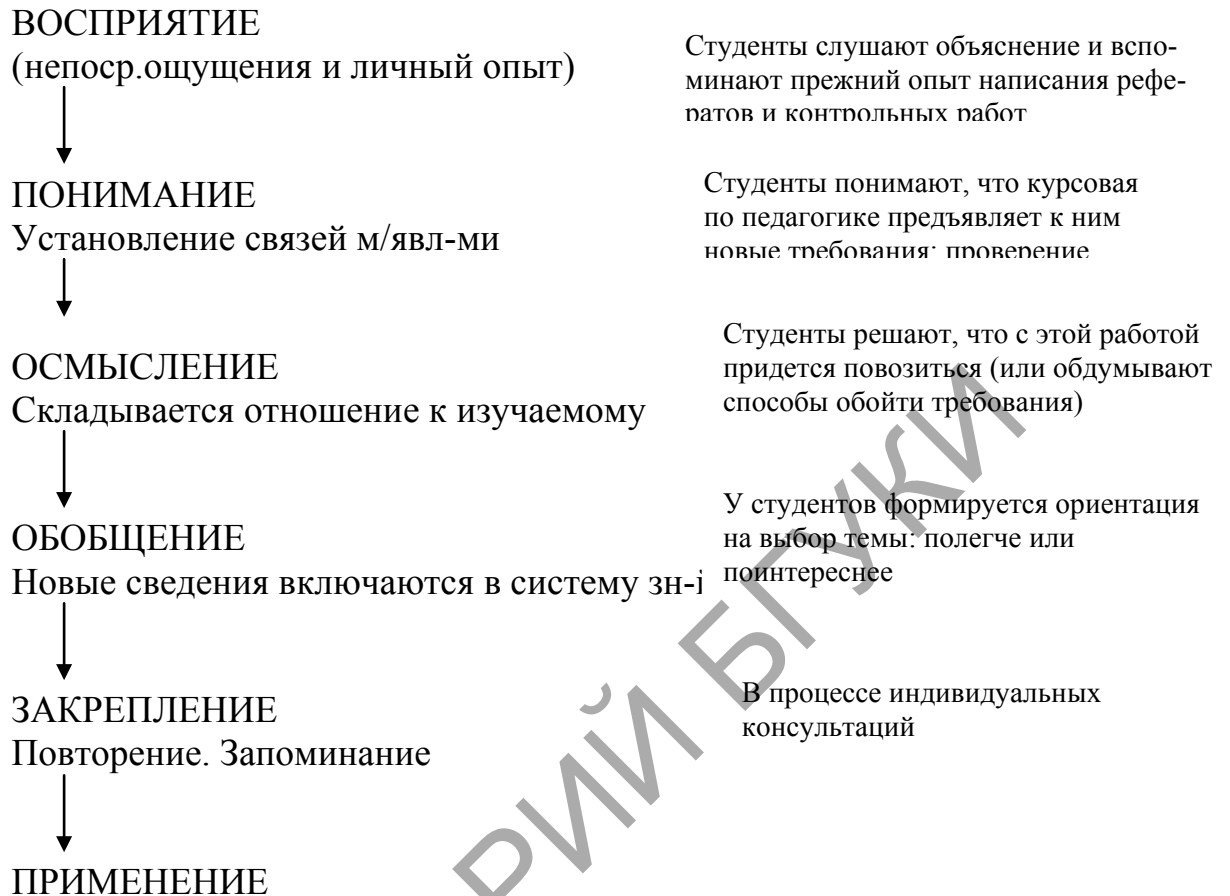 ВОСПРИЯТИЕ
(непоср.ощущения и личный опыт)
Студенты слушают объяснение и вспо-
минают прежний опыт написания рефе-
ратов и контрольных работ
ПОНИМАНИЕ
Установление связей м/явл-ми
Студенты понимают, что курсовая
по педагогике предъявляет к ним
новые требования: проверение
ОСМЫСЛЕНИЕ
Складывается отношение к изучаемому
Студенты решают, что с этой работой
придется повозиться (или обдумывают
способы обойти требования)
ОБОБЩЕНИЕ
Новые сведения включаются в систему
У студентов формируется ориентация
на выбор темы: полегче или
поинтереснее
ЗАКРЕПЛЕНИЕ
Повторение. Запоминание
В процессе индивидуальных
консультаций
ПРИМЕНЕНИЕ
РИЙ БГУКИ